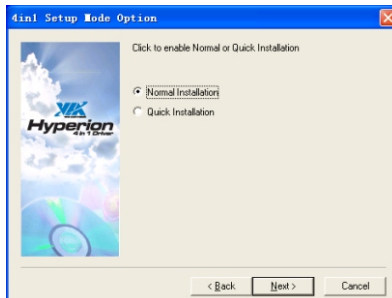 4in1 Setup Mode Option
Click to enable Normal or Quick Installation
Normal Installation
Quick Installation
VIA
Hyperion
4 in 1 Driver
< Back
Next >
Cancel